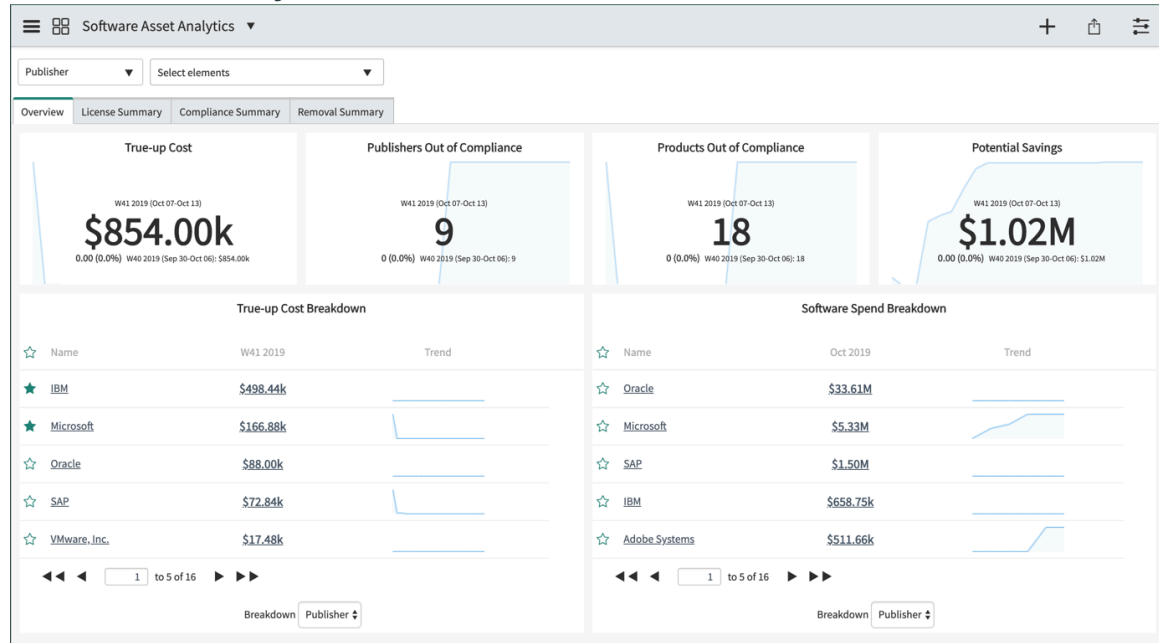 Software Asset Analytics ▼
Publisher ▼ Select elements ▼
Overview License Summary Compliance Summary Removal Summary
True-up Cost
W41 2019 (Oct 07-Oct 13)
$854.00k
0.00 (0.0%) W40 2019 (Sep 30-Oct 06): $854.00k
Publishers Out of Compliance
W41 2019 (Oct 07-Oct 13)
9
0 (0.0%) W40 2019 (Sep 30-Oct 06): 9
Products Out of Compliance
W41 2019 (Oct 07-Oct 13)
18
0 (0.0%) W40 2019 (Sep 30-Oct 06): 18
Potential Savings
W41 2019 (Oct 07-Oct 13)
$1.02M
0.00 (0.0%) W40 2019 (Sep 30-Oct 06): $1.02M
True-up Cost Breakdown
Name W41 2019 Trend
IBM $498.44k
Microsoft $166.88k
Oracle $88.00k
SAP $72.84k
VMware, Inc. $17.48k
1 to 5 of 16
Breakdown Publisher
Software Spend Breakdown
Name Oct 2019 Trend
Oracle $33.61M
Microsoft $5.33M
SAP $1.50M
IBM $658.75k
Adobe Systems $511.66k
1 to 5 of 16
Breakdown Publisher